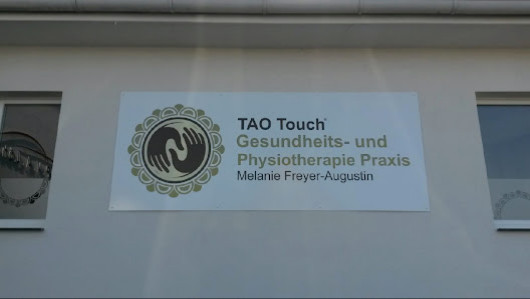 TAO Touch®
Gesundheits- und
Physiotherapie Praxis
Melanie Freyer-Augustin